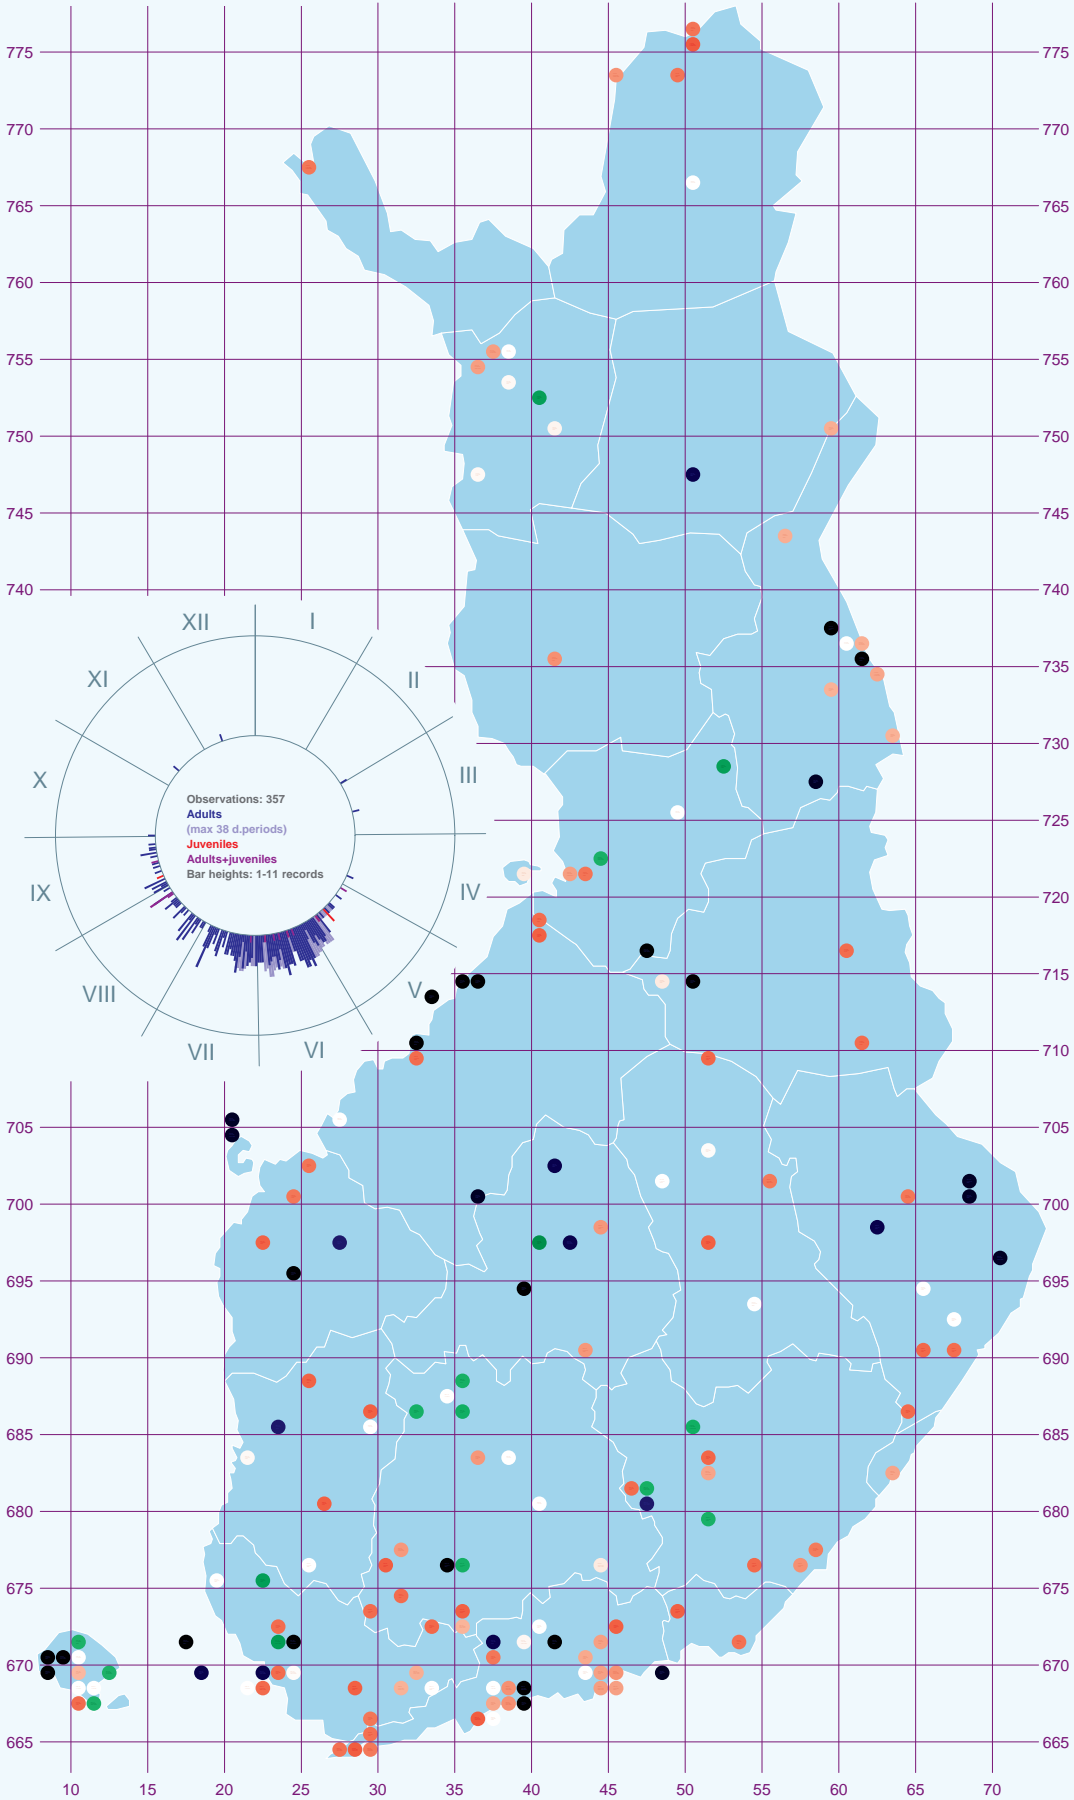 775 775
770 770
765 765
760 760
755 755
750 750
745 745
740 740
735 735
730 730
725 725
720 720
715 715
710 710
705 705
700 700
695 695
690 690
685 685
680 680
675 675
670 670
665 665
XII I
XI II
X III
IX IV
VIII V
VII VI
Observations: 357
Adults
(max 38 d.periods)
Juveniles
Adults+juveniles
Bar heights: 1-11 records
10 15 20 25 30 35 40 45 50 55 60 65 70